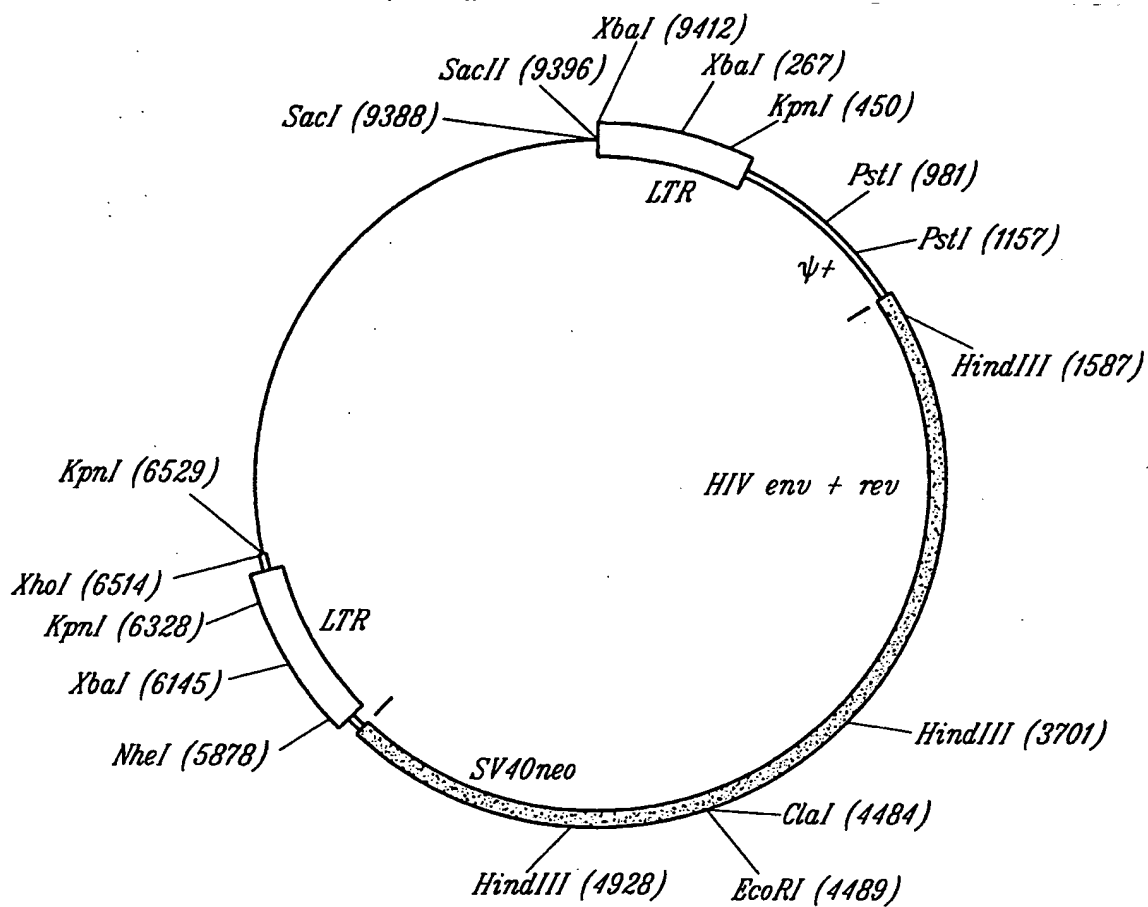 XbaI (9412)
SacII (9396)
XbaI (267)
SacI (9388)
KpnI (450)
LTR
PstI (981)
PstI (1157)
ψ+
HindIII (1587)
KpnI (6529)
HIV env + rev
XhoI (6514)
KpnI (6328)
LTR
XbaI (6145)
NheI (5878)
SV40neo
HindIII (3701)
ClaI (4484)
HindIII (4928)
EcoRI (4489)